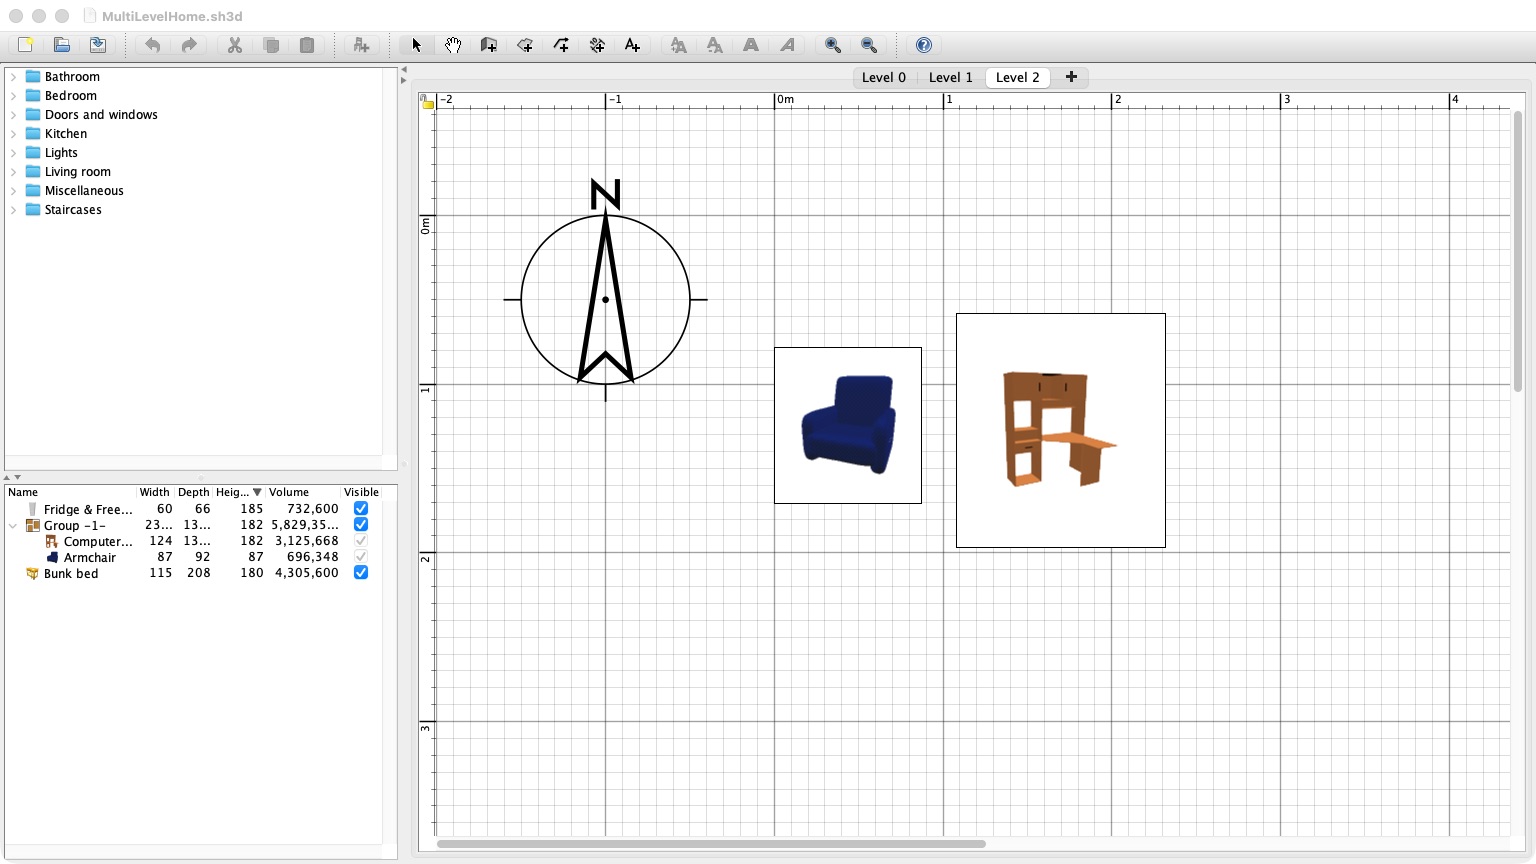 MultiLevelHome.sh3d
Bathroom
Bedroom
Doors and windows
Kitchen
Lights
Living room
Miscellaneous
Staircases
Name Width Depth Heig... Volume Visible
Fridge & Free... 60 66 185 732,600
Group -1- 23... 13... 182 5,829,35...
Computer... 124 13... 182 3,125,668
Armchair 87 92 87 696,348
Bunk bed 115 208 180 4,305,600
Level 0 Level 1 Level 2 +
-2 -1 0m 1 2 3 4
0m
1
2
3
N